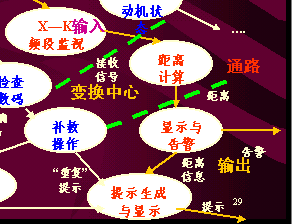 动机状
X—K输入
频段监视
.....
接收
信号
距离
计算
通路
检查
数码
变换中心
距离
补救
操作
显示与
告警
告警
距离
信息
输出
“重复”
提示
提示生成
与显示
提示
29